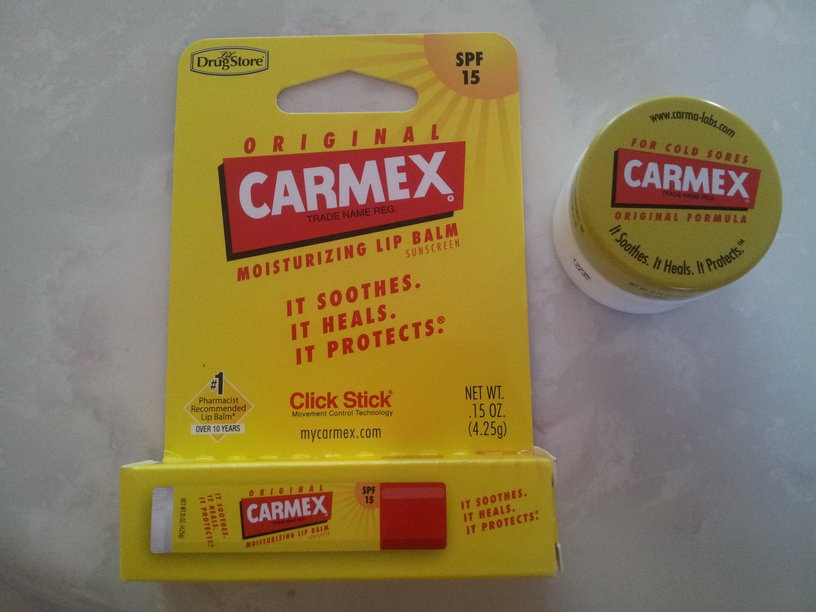 Lil'
DrugStore
SPF
15
ORIGINAL
CARMEX®
TRADE NAME REG.
MOISTURIZING LIP BALM
SUNSCREEN
IT SOOTHES.
IT HEALS.
IT PROTECTS.®
#1
Pharmacist
Recommended
Lip Balm*
OVER 10 YEARS
Click Stick®
Movement Control Technology
mycarmex.com
NET WT.
.15 OZ.
(4.25g)
IT SOOTHES.
IT HEALS.
IT PROTECTS.
ORIGINAL
CARMEX
MOISTURIZING LIP BALM
SUNSCREEN
SPF
15
IT SOOTHES.
IT HEALS.
IT PROTECTS.®
www.carma-labs.com
FOR COLD SORES
CARMEX®
TRADE NAME REG.
ORIGINAL FORMULA
It Soothes. It Heals. It Protects.™